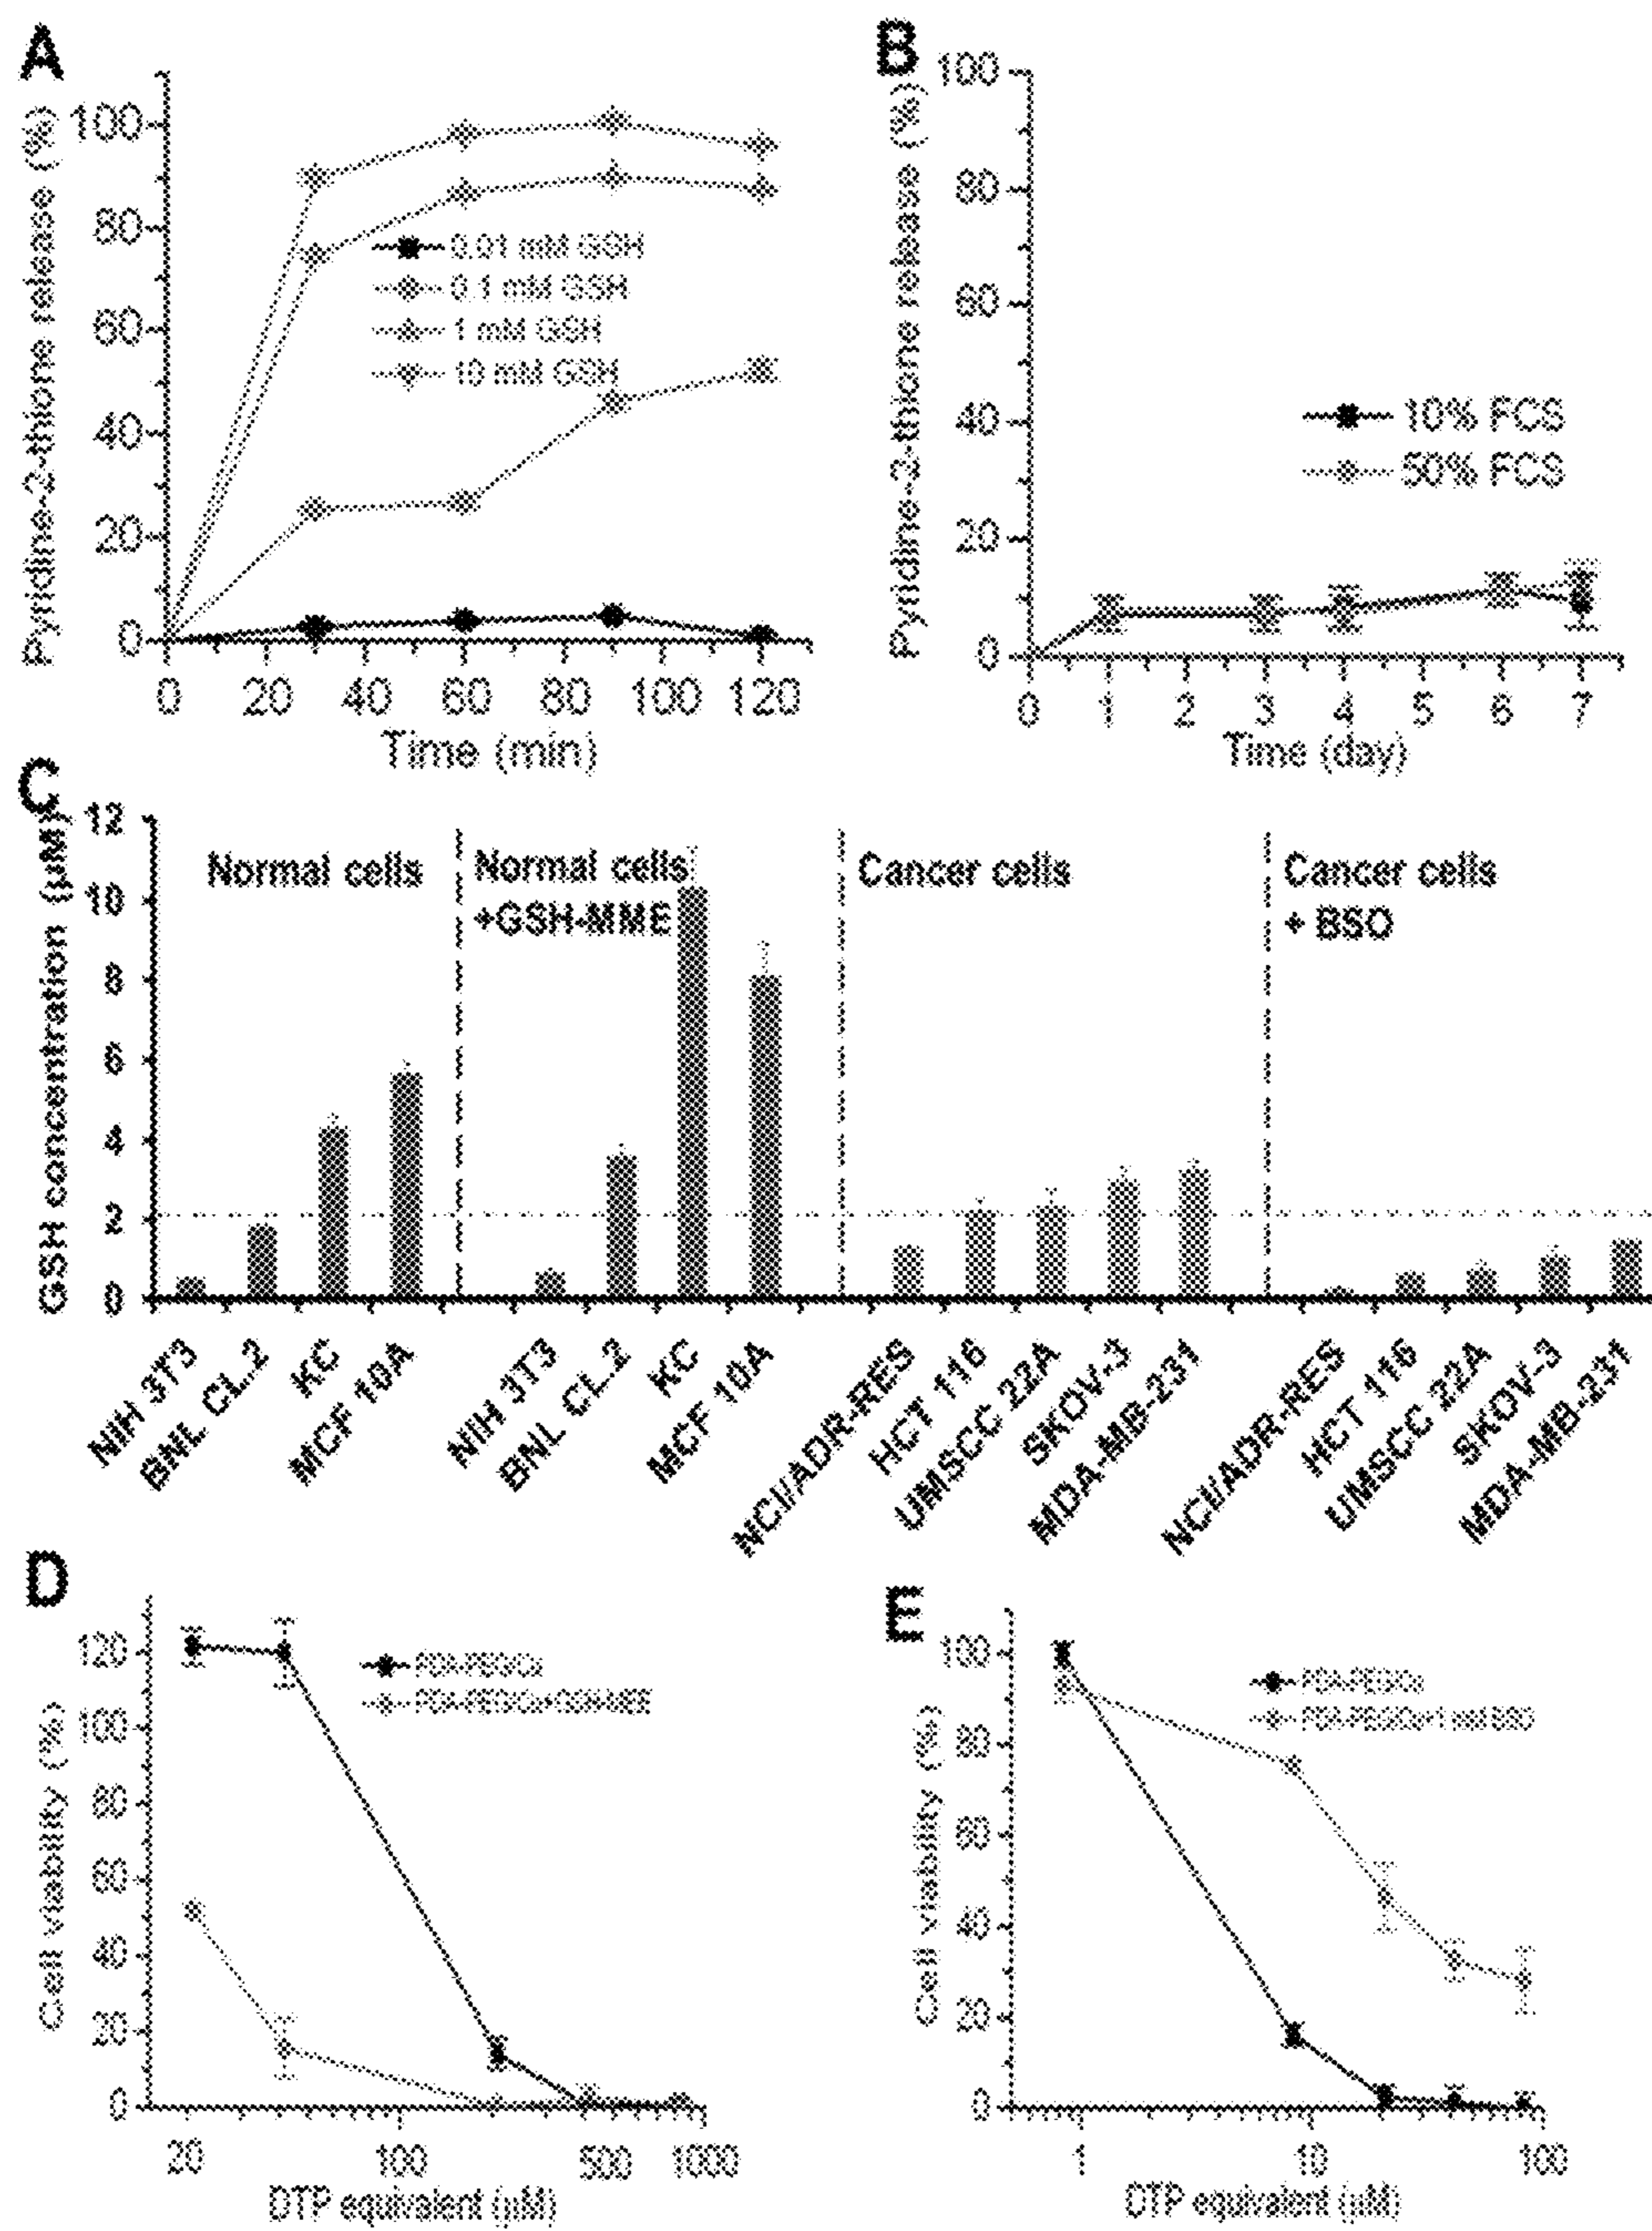 A
Pyridine-2-thione release (%)
100
80
60
40
20
0
0.01 mM GSH
0.1 mM GSH
1 mM GSH
10 mM GSH
0 20 40 60 80 100 120
Time (min)
B
Pyridine-2-thione release (%)
100
80
60
40
20
0
10% FCS
50% FCS
0 1 2 3 4 5 6 7
Time (day)
C
GSH concentration (µM)
12
10
8
6
4
2
0
Normal cells
Normal cells
+GSH-MME
Cancer cells
Cancer cells
+ BSO
NIH 3T3
BNL CL.2
KC
MCF 10A
NIH 3T3
BNL CL.2
KC
MCF 10A
NCI/ADR-RES
HCT 116
UMSCC 22A
SKOV-3
MDA-MB-231
NCI/ADR-RES
HCT 116
UMSCC 22A
SKOV-3
MDA-MB-231
D
Cell viability (%)
120
100
80
60
40
20
0
20 100 500 1000
DTP equivalent (µM)
E
Cell viability (%)
100
80
60
40
20
0
1 10 100
DTP equivalent (µM)